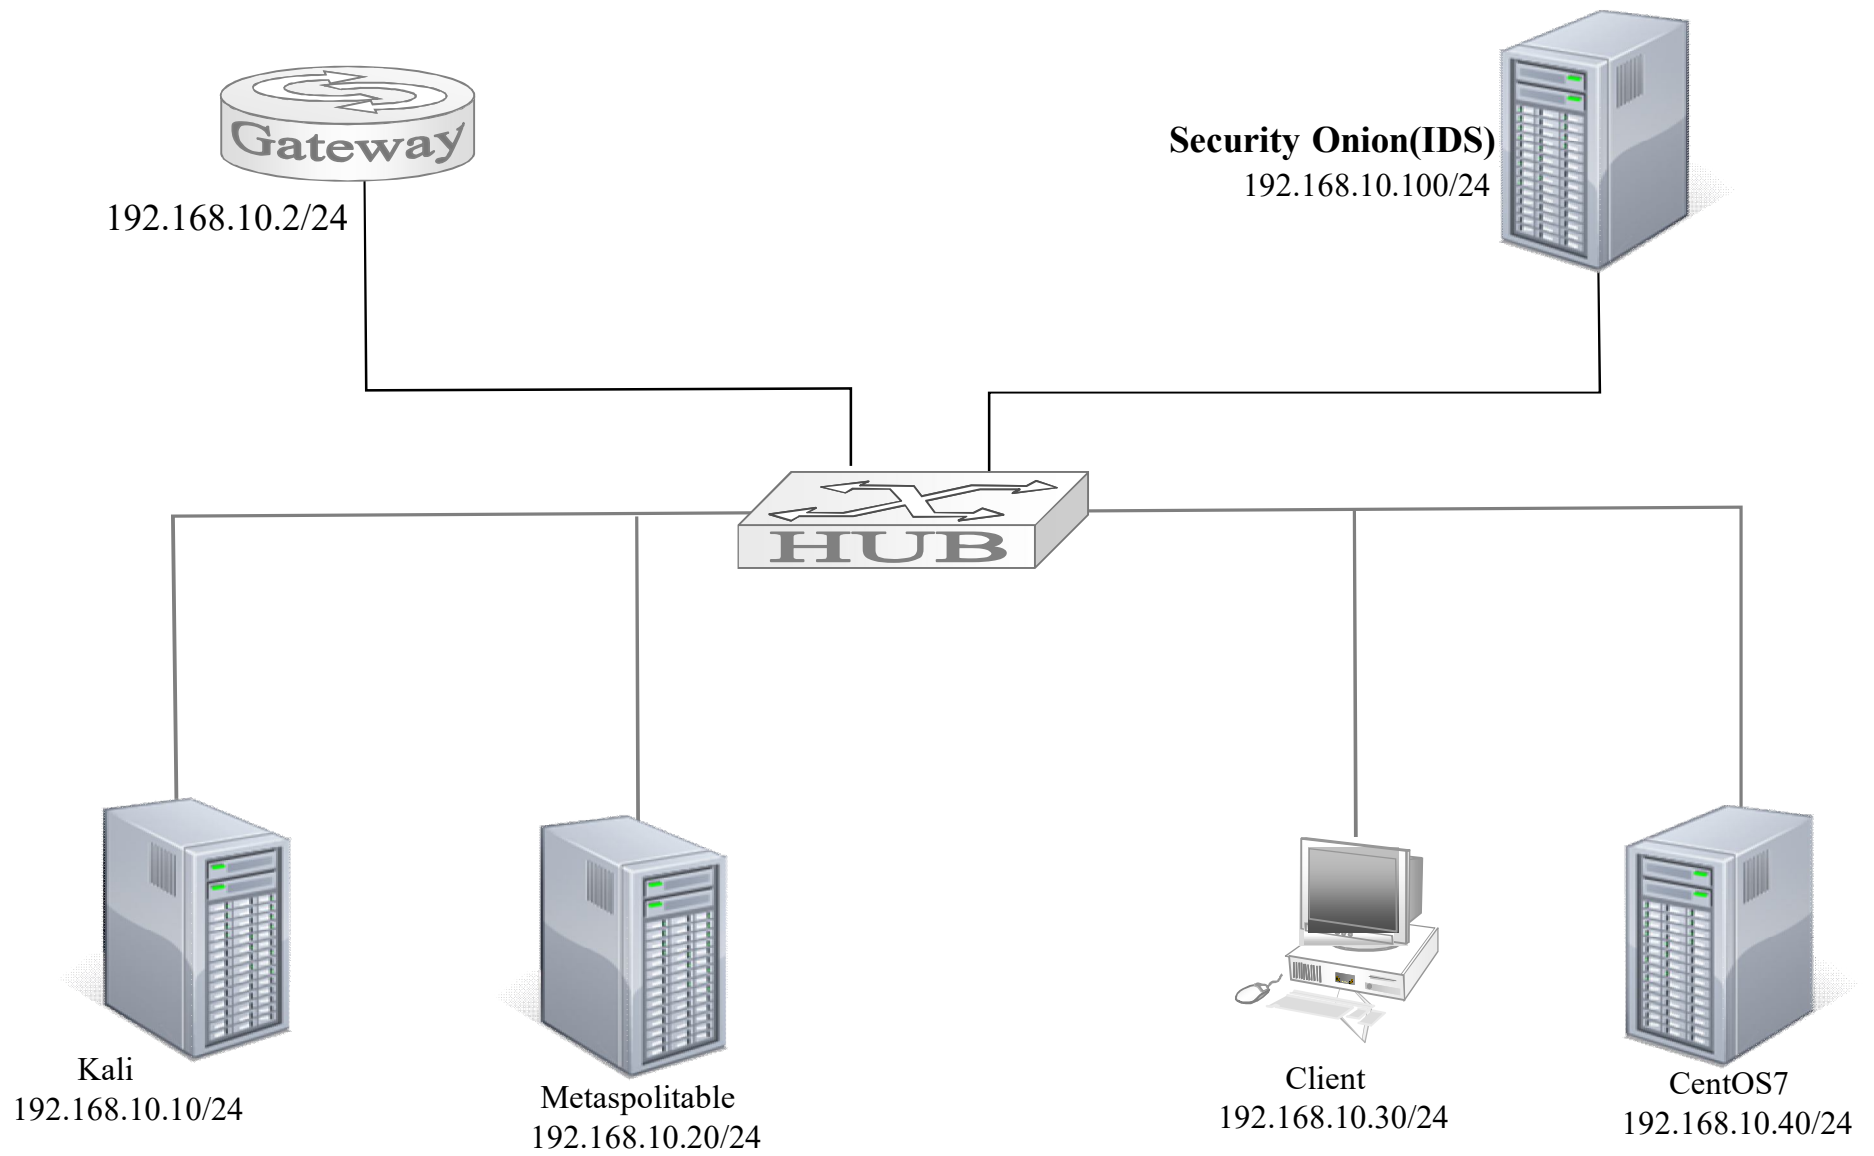 Gateway
192.168.10.2/24
Security Onion(IDS)
192.168.10.100/24
HUB
Kali
192.168.10.10/24
Metaspolitable
192.168.10.20/24
Client
192.168.10.30/24
CentOS7
192.168.10.40/24